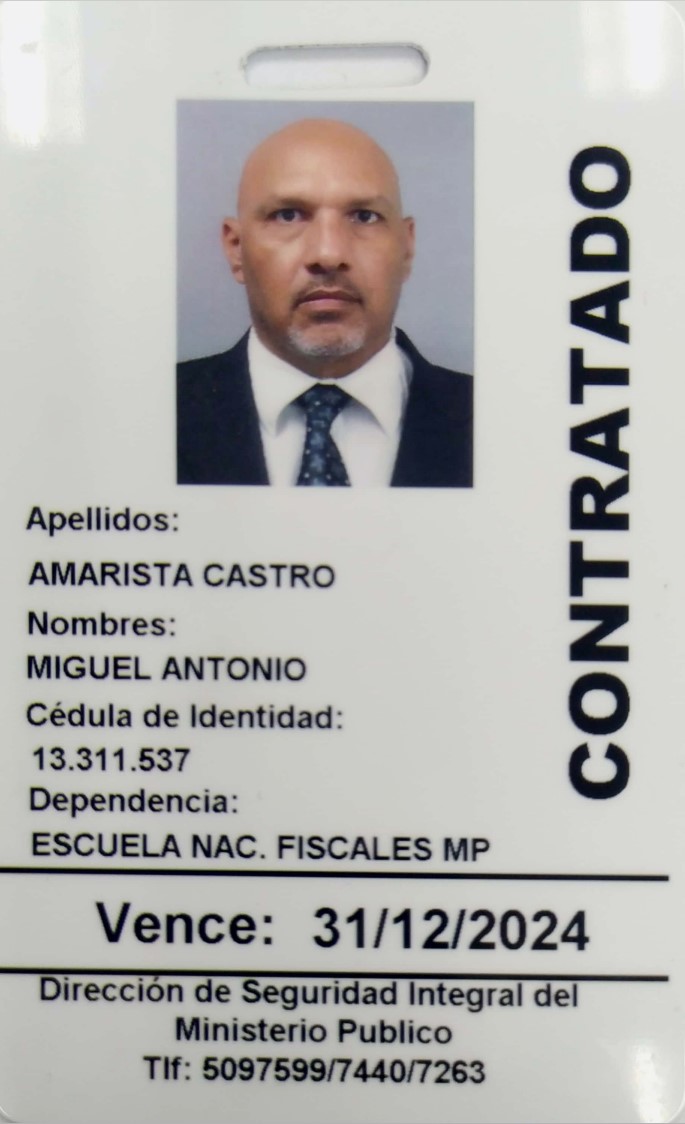 CONTRATADO
Apellidos:
AMARISTA CASTRO
Nombres:
MIGUEL ANTONIO
Cédula de Identidad:
13.311.537
Dependencia:
ESCUELA NAC. FISCALES MP
Vence: 31/12/2024
Dirección de Seguridad Integral del
Ministerio Publico
Tlf: 5097599/7440/7263